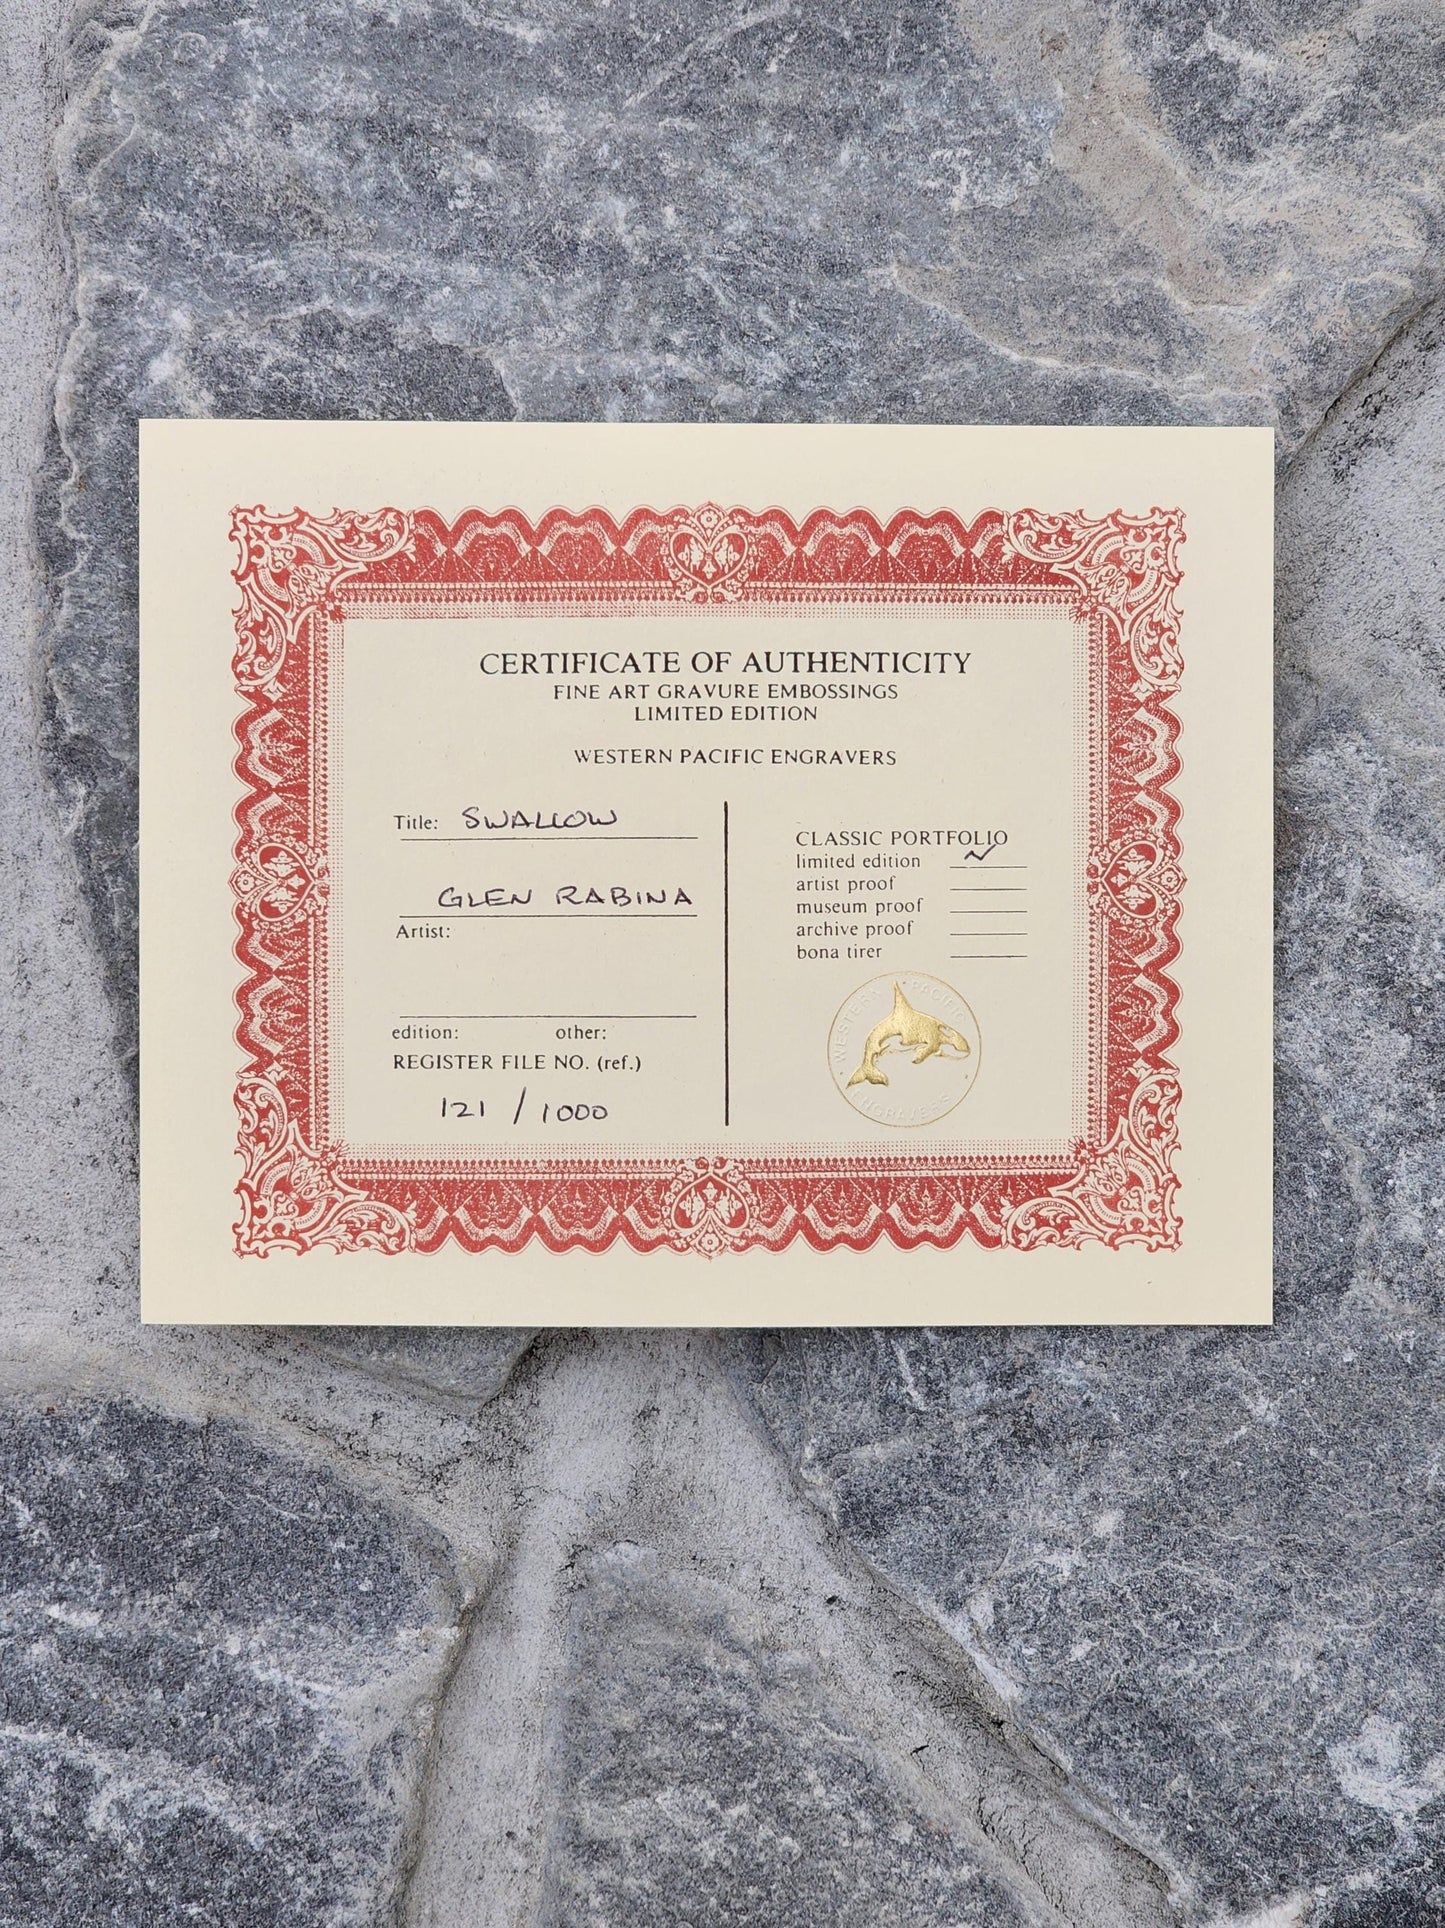 CERTIFICATE OF AUTHENTICITY
FINE ART GRAVURE EMBOSSINGS
LIMITED EDITION
WESTERN PACIFIC ENGRAVERS
Title: SWALLOW
GLEN RABINA
Artist:
edition: other:
REGISTER FILE NO. (ref.)
121 / 1000
CLASSIC PORTFOLIO
limited edition
artist proof
museum proof
archive proof
bona tirer
WESTERN PACIFIC
ENGRAVERS